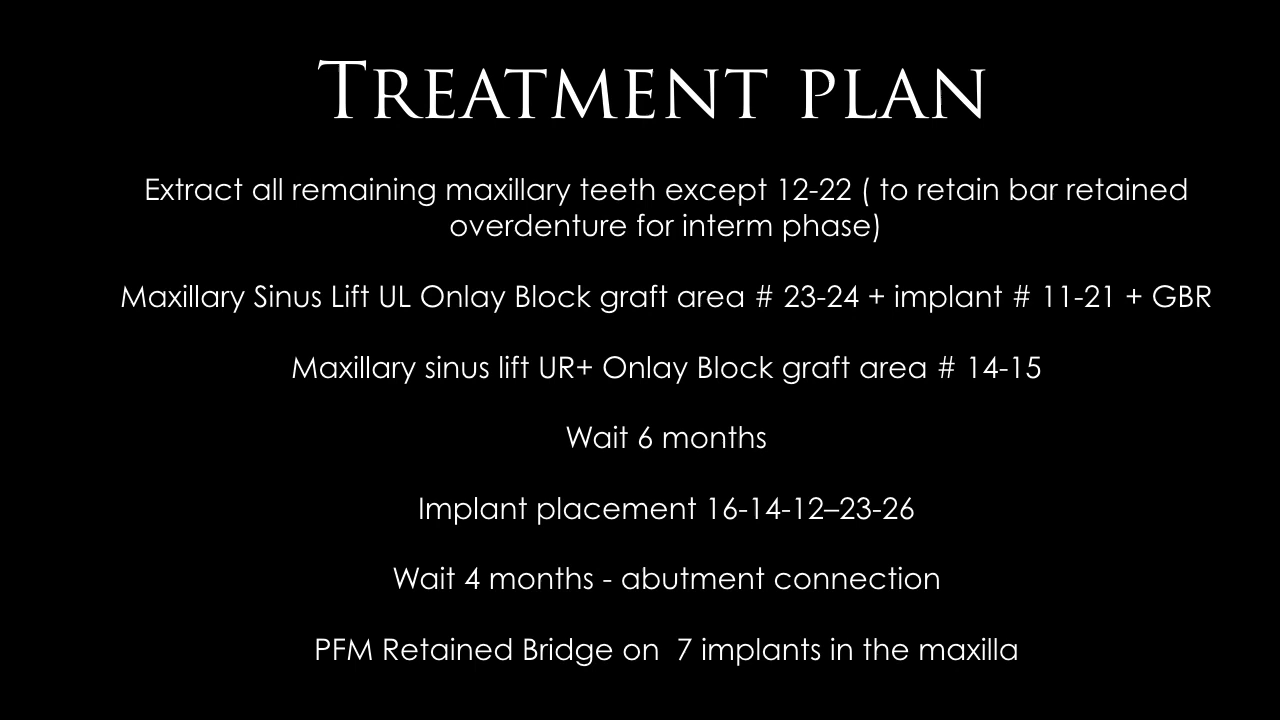 Treatment plan
Extract all remaining maxillary teeth except 12-22 ( to retain bar retained
overdenture for interm phase)
Maxillary Sinus Lift UL Onlay Block graft area # 23-24 + implant # 11-21 + GBR
Maxillary sinus lift UR+ Onlay Block graft area # 14-15
Wait 6 months
Implant placement 16-14-12–23-26
Wait 4 months - abutment connection
PFM Retained Bridge on  7 implants in the maxilla